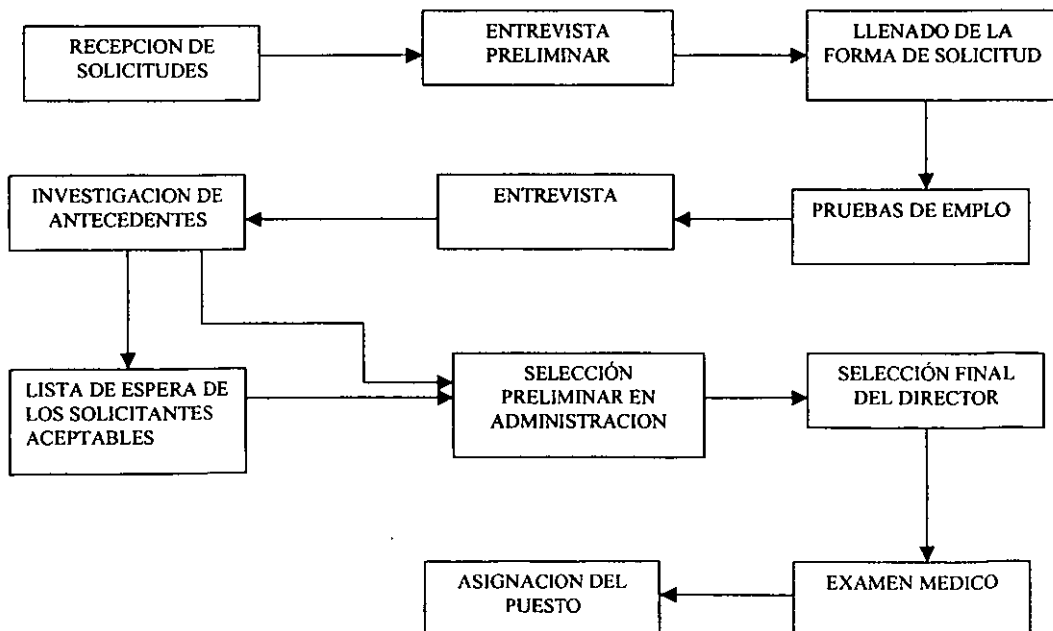 RECEPCION DE
SOLICITUDES
ENTREVISTA
PRELIMINAR
LLENADO DE LA
FORMA DE SOLICITUD
INVESTIGACION DE
ANTECEDENTES
ENTREVISTA
PRUEBAS DE EMPLO
LISTA DE ESPERA DE
LOS SOLICITANTES
ACEPTABLES
SELECCIÓN
PRELIMINAR EN
ADMINISTRACION
SELECCIÓN FINAL
DEL DIRECTOR
ASIGNACION DEL
PUESTO
EXAMEN MEDICO